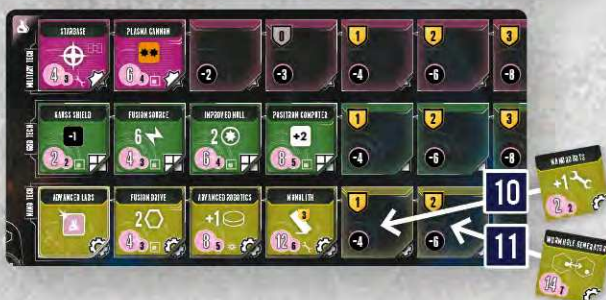 MILITARY TECH
STARBASE
4 3
PLASMA CANNON
6 4
-2
0
-3
1
-4
2
-6
3
-8
GRID TECH
GAUSS SHIELD
-1
2 2
FUSION SOURCE
6
4 3
IMPROVED HULL
2
6 4
POSITRON COMPUTER
+2
8 5
1
-4
2
-6
3
-8
NANO TECH
ADVANCED LABS
FUSION DRIVE
2
4 3
ADVANCED ROBOTICS
+1
8 5
MONOLITH
3
12 6
1
-4
2
-6
10
11
NANOROBOTS
+1
2 2
WORMHOLE GENERATOR
14 7